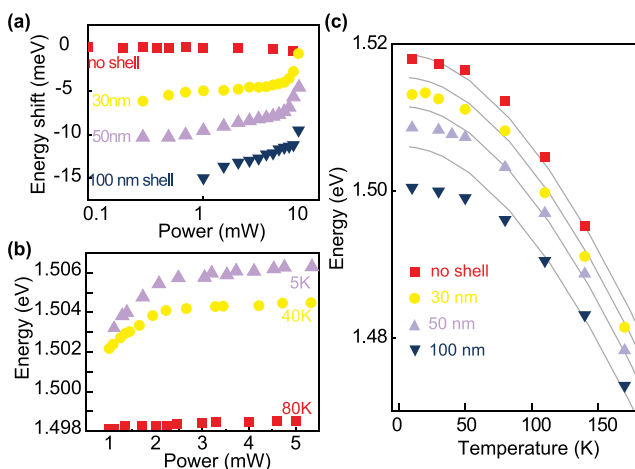 (a)
Energy shift (meV)
0
-5
-10
-15
no shell
30nm
50nm
100 nm shell
0.1
1
10
Power (mW)
(b)
Energy (eV)
1.506
1.504
1.502
1.500
1.498
5K
40K
80K
1
2
3
4
5
Power (mW)
(c)
Energy (eV)
1.52
1.50
1.48
no shell
30 nm
50 nm
100 nm
0
50
100
150
Temperature (K)